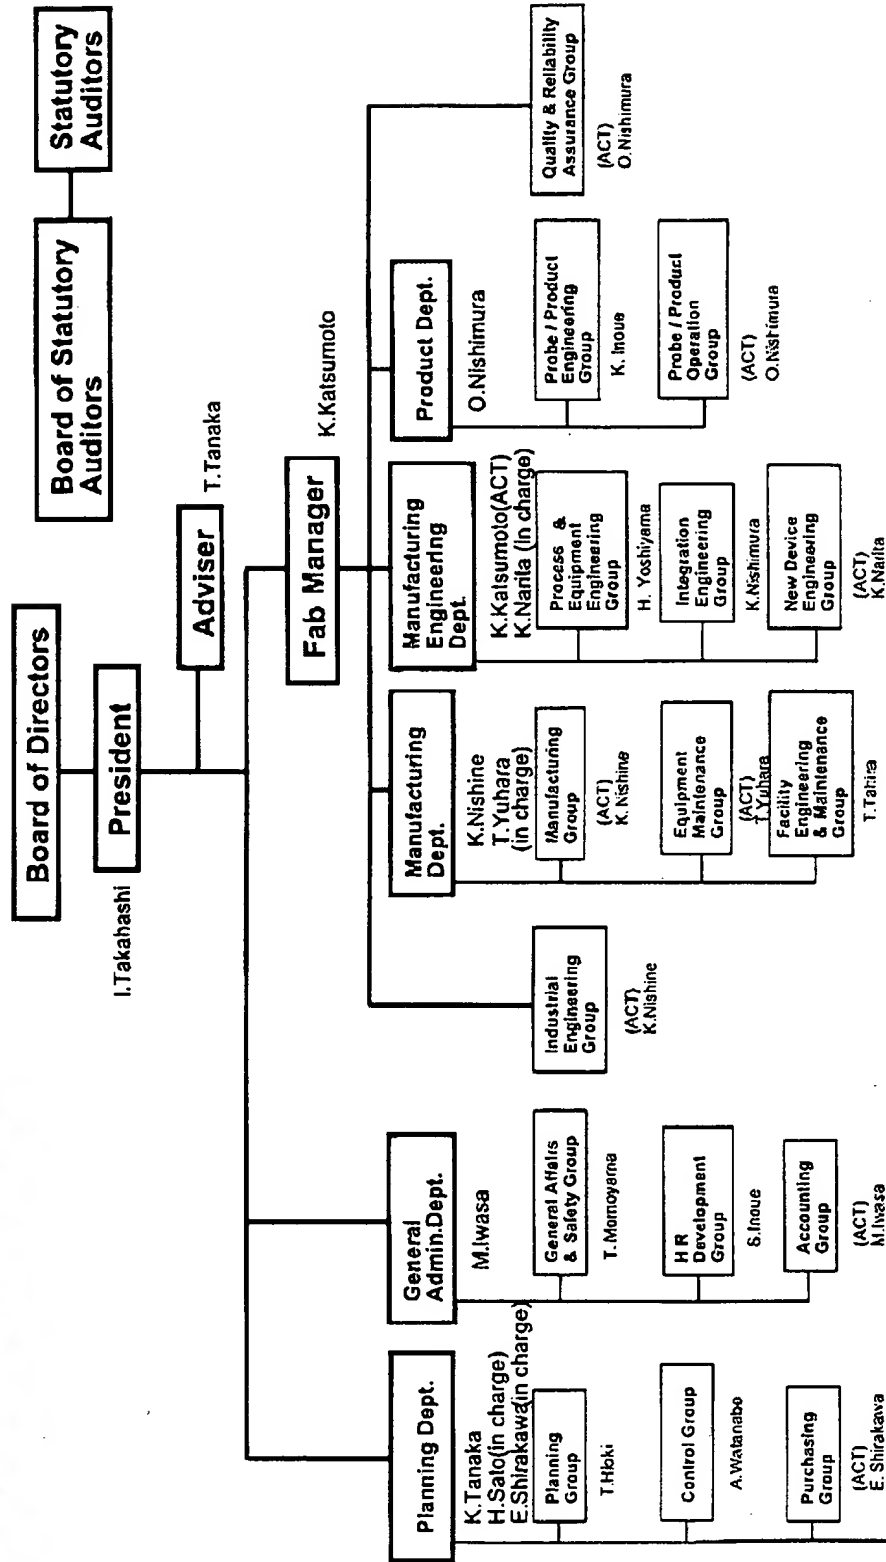 Board of Directors
Board of Statutory
Auditors
Statutory
Auditors
President
I.Takahashi
Adviser
T.Tanaka
Fab Manager
K.Katsumoto
Planning Dept.
K.Tanaka
H.Sato(in charge)
E.Shirakawa(in charge)
Planning
Group
T.Hioki
Control Group
A.Watanabe
Purchasing
Group
(ACT)
E. Shirakawa
General
Admin.Dept.
M.Iwasa
General Affairs
& Safety Group
T. Momoyama
HR
Development
Group
S.Inoue
Accounting
Group
(ACT)
M.Iwasa
Industrial
Engineering
Group
(ACT)
K.Nishine
Manufacturing
Dept.
K.Nishine
T.Yuhara
(in charge)
Manufacturing
Group
(ACT)
K. Nishine
Equipment
Maintenance
Group
(ACT)
T.Yuhara
Facility
Engineering
& Maintenance
Group
T.Tahira
Manufacturing
Engineering
Dept.
K.Katsumoto(ACT)
K.Narita (In charge)
Process &
Equipment
Engineering
Group
H. Yoshiyama
Integration
Engineering
Group
K.Nishimura
New Device
Engineering
Group
(ACT)
K.Narita
Product Dept.
O.Nishimura
Probe / Product
Engineering
Group
K. Inoue
Probe / Product
Operation
Group
(ACT)
O.Nishimura
Quality & Reliability
Assurance Group
(ACT)
O.Nishimura